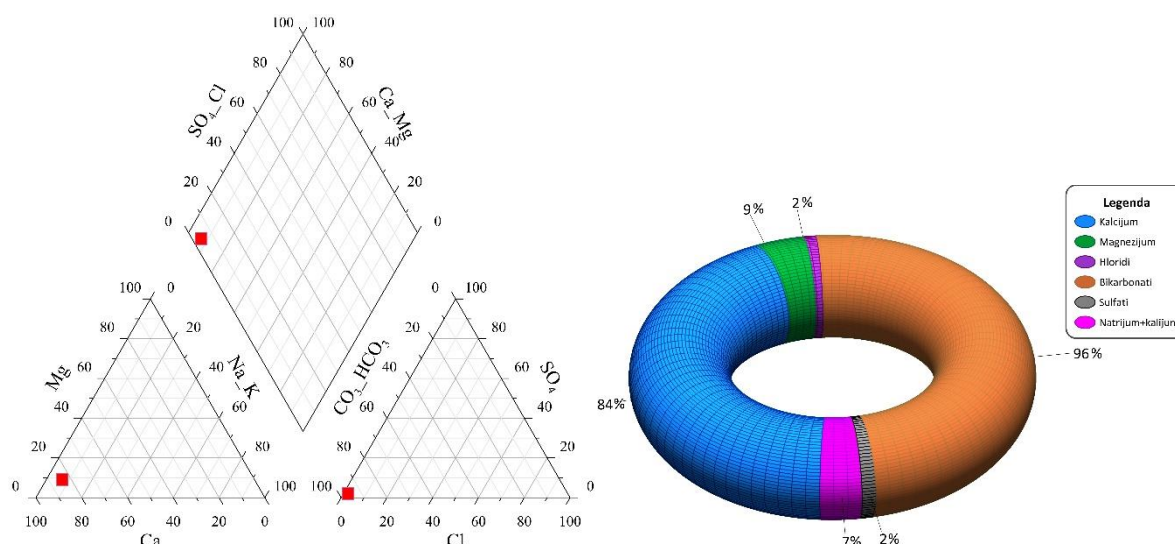 100 100
80 80
SO4_Cl Ca_Mg
60 60
40 40
20 20
0 0
100 0 100 0
80 20 80 20
Mg 60 40 Na_K CO3_HCO3 60 40 SO4
40 60 40 60
20 80 20 80
0 100 100 0
100 80 60 40 20 0 0 20 40 60 80 100
Ca Cl
9% 2%
84% 96%
7% 2%
Legenda
Kalcijum
Magnezijum
Hloridi
Bikarbonati
Sulfati
Natrijum+kalijum